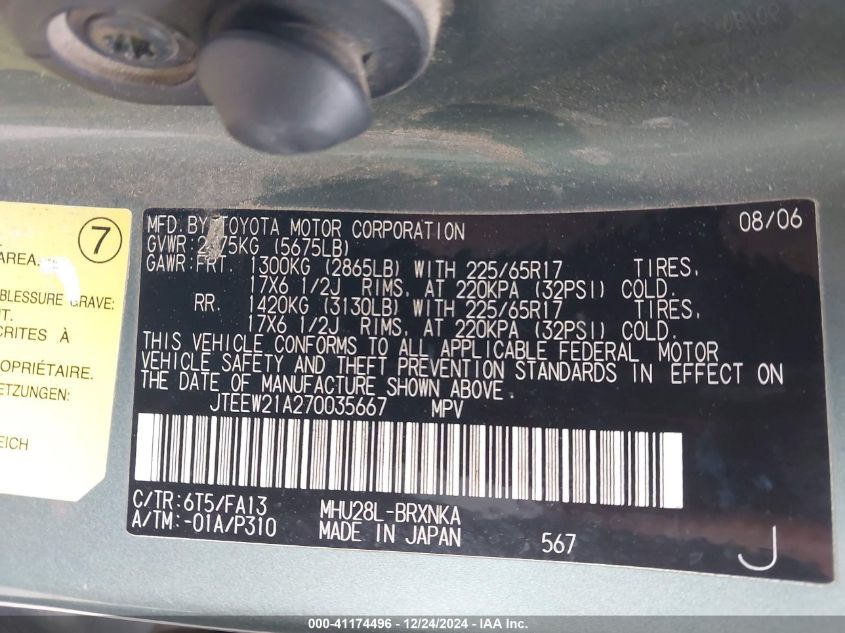 7
AREA.
BLESSURE GRAVE:
NT.
CRITES À
OPRIÉTAIRE.
ETZUNGEN:
EICH
MFD. BY TOYOTA MOTOR CORPORATION 08/06
GVWR: 2 75KG (5675LB)
GAWR: FRT. 1300KG (2865LB) WITH 225/65R17 TIRES,
17X6 1/2J RIMS, AT 220KPA (32PSI) COLD.
RR. 1420KG (3130LB) WITH 225/65R17 TIRES,
17X6 1/2J RIMS, AT 220KPA (32PSI) COLD.
THIS VEHICLE CONFORMS TO ALL APPLICABLE FEDERAL MOTOR
VEHICLE SAFETY AND THEFT PREVENTION STANDARDS IN EFFECT ON
THE DATE OF MANUFACTURE SHOWN ABOVE.
JTEEW21A270035667 MPV
C/TR: 6T5/FA13 MHU28L-BRXNKA
A/TM: -01A/P310 MADE IN JAPAN 567 J
000-41174496 - 12/24/2024 - IAA Inc.